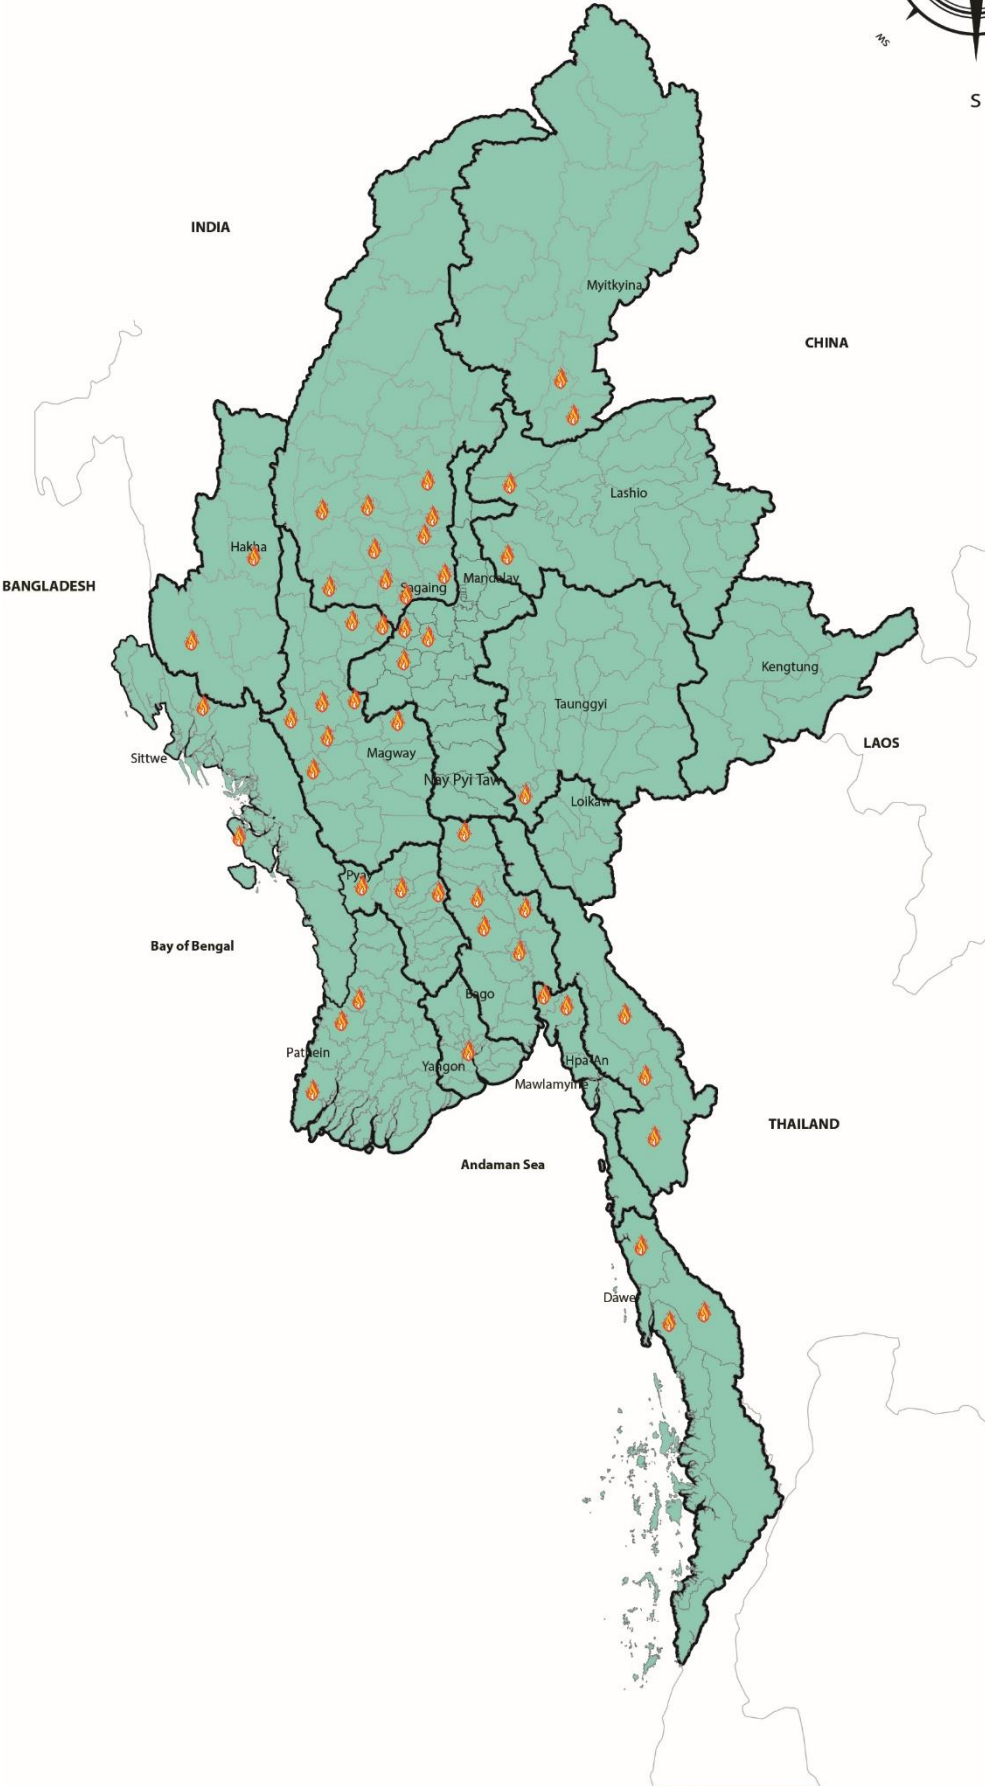 SW
S
INDIA
Myitkyina
CHINA
Lashio
Hakha
BANGLADESH
Sagaing
Mandalay
Kengtung
Taunggyi
LAOS
Sittwe
Magway
Nay Pyi Taw
Loikaw
Pyay
Bay of Bengal
Bago
Pathein
Yangon
Hpa-An
Mawlamyine
THAILAND
Andaman Sea
Dawei